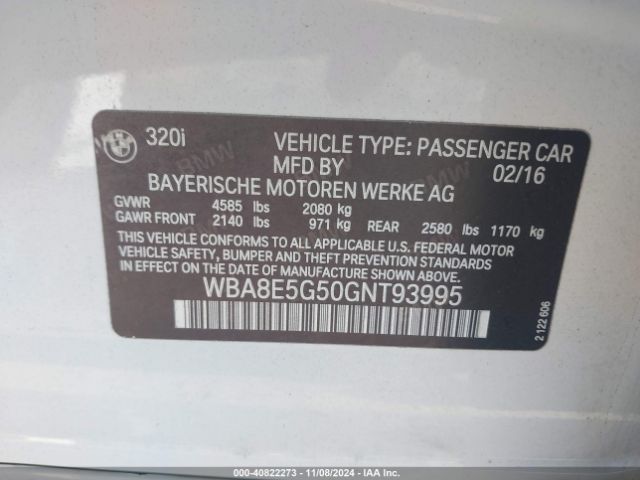 320i VEHICLE TYPE: PASSENGER CAR
MFD BY 02/16
BAYERISCHE MOTOREN WERKE AG
GVWR 4585 lbs 2080 kg
GAWR FRONT 2140 lbs 971 kg REAR 2580 lbs 1170 kg
THIS VEHICLE CONFORMS TO ALL APPLICABLE U.S. FEDERAL MOTOR
VEHICLE SAFETY, BUMPER AND THEFT PREVENTION STANDARDS
IN EFFECT ON THE DATE OF MANUFACTURE SHOWN ABOVE.
WBA8E5G50GNT93995
2 122 606
000-40822273 - 11/08/2024 - IAA Inc.